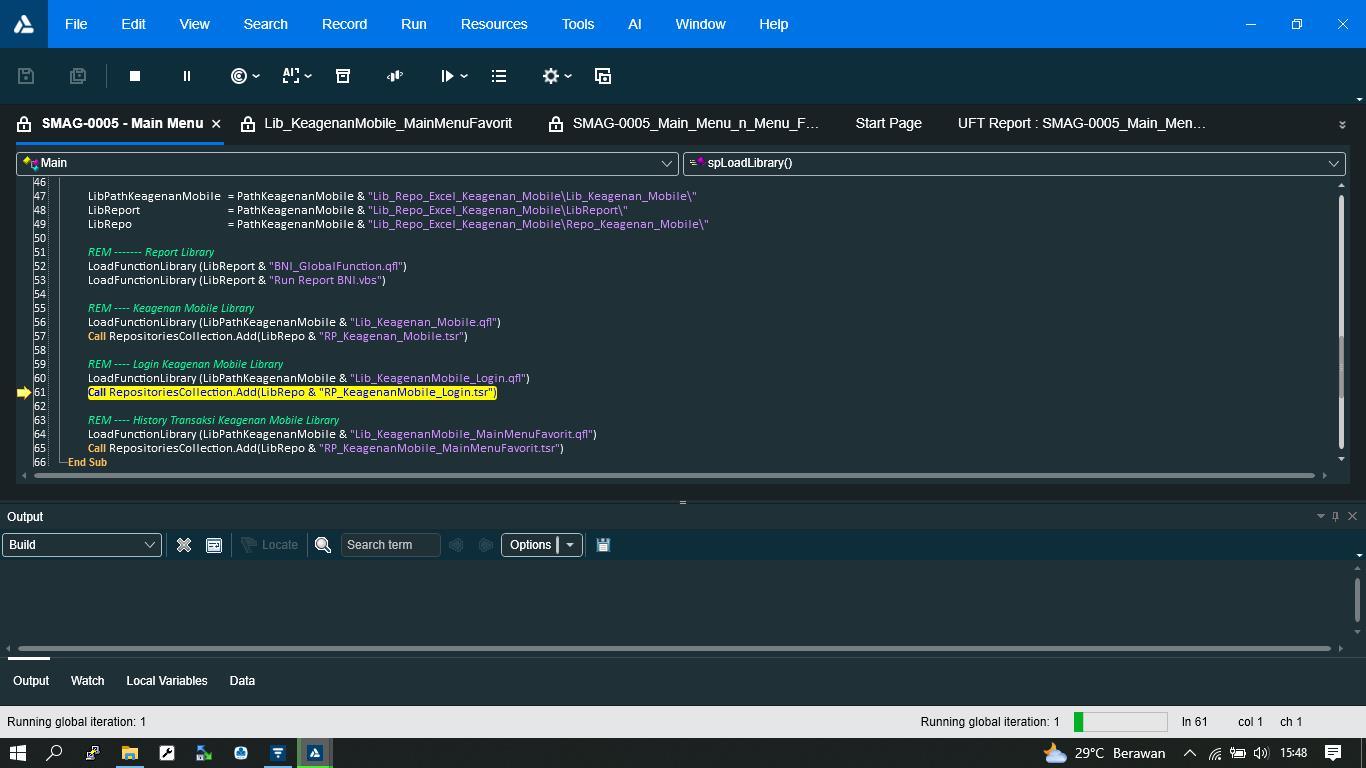 File Edit View Search Record Run Resources Tools AI Window Help
SMAG-0005 - Main Menu Lib_KeagenanMobile_MainMenuFavorit SMAG-0005_Main_Menu_n_Menu_F... Start Page UFT Report : SMAG-0005_Main_Men...
Main spLoadLibrary()
46
47 LibPathKeagenanMobile = PathKeagenanMobile & "Lib_Repo_Excel_Keagenan_Mobile\Lib_Keagenan_Mobile\"
48 LibReport = PathKeagenanMobile & "Lib_Repo_Excel_Keagenan_Mobile\LibReport\"
49 LibRepo = PathKeagenanMobile & "Lib_Repo_Excel_Keagenan_Mobile\Repo_Keagenan_Mobile\"
50
51 REM ------- Report Library
52 LoadFunctionLibrary (LibReport & "BNI_GlobalFunction.qfl")
53 LoadFunctionLibrary (LibReport & "Run Report BNI.vbs")
54
55 REM ---- Keagenan Mobile Library
56 LoadFunctionLibrary (LibPathKeagenanMobile & "Lib_Keagenan_Mobile.qfl")
57 Call RepositoriesCollection.Add(LibRepo & "RP_Keagenan_Mobile.tsr")
58
59 REM ---- Login Keagenan Mobile Library
60 LoadFunctionLibrary (LibPathKeagenanMobile & "Lib_KeagenanMobile_Login.qfl")
61 Call RepositoriesCollection.Add(LibRepo & "RP_KeagenanMobile_Login.tsr")
62
63 REM ---- History Transaksi Keagenan Mobile Library
64 LoadFunctionLibrary (LibPathKeagenanMobile & "Lib_KeagenanMobile_MainMenuFavorit.qfl")
65 Call RepositoriesCollection.Add(LibRepo & "RP_KeagenanMobile_MainMenuFavorit.tsr")
66 End Sub
Output
Build Locate Search term Options
Output Watch Local Variables Data
Running global iteration: 1 Running global iteration: 1 ln 61 col 1 ch 1
29°C Berawan 15:48